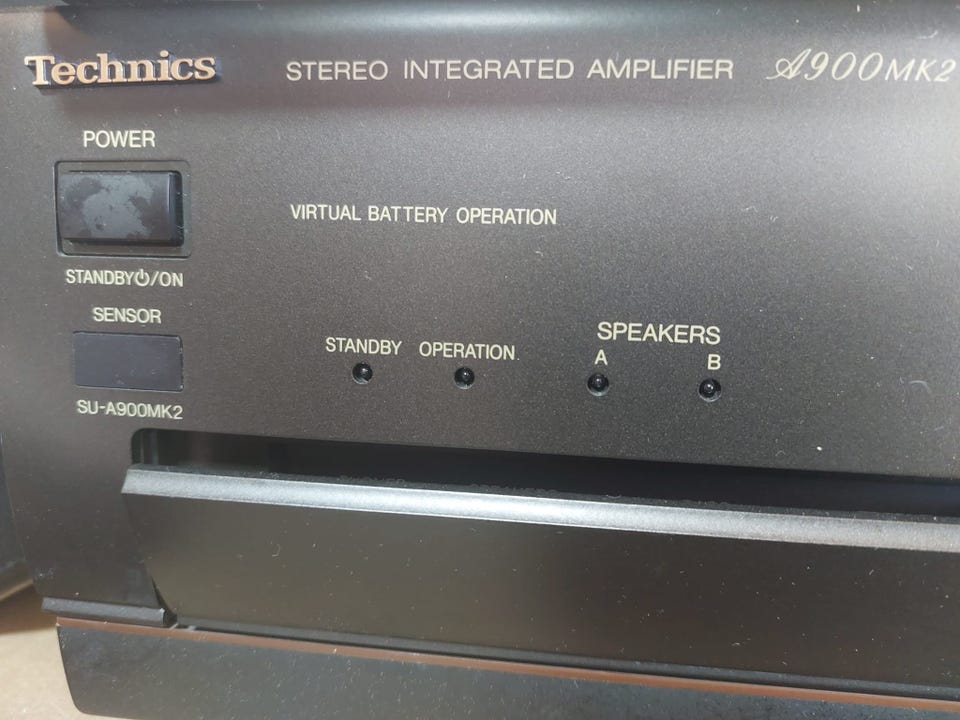 Technics
STEREO INTEGRATED AMPLIFIER A900MK2
POWER
VIRTUAL BATTERY OPERATION
STANDBY⏻/ON
SENSOR
SPEAKERS
STANDBY OPERATION A B
SU-A900MK2